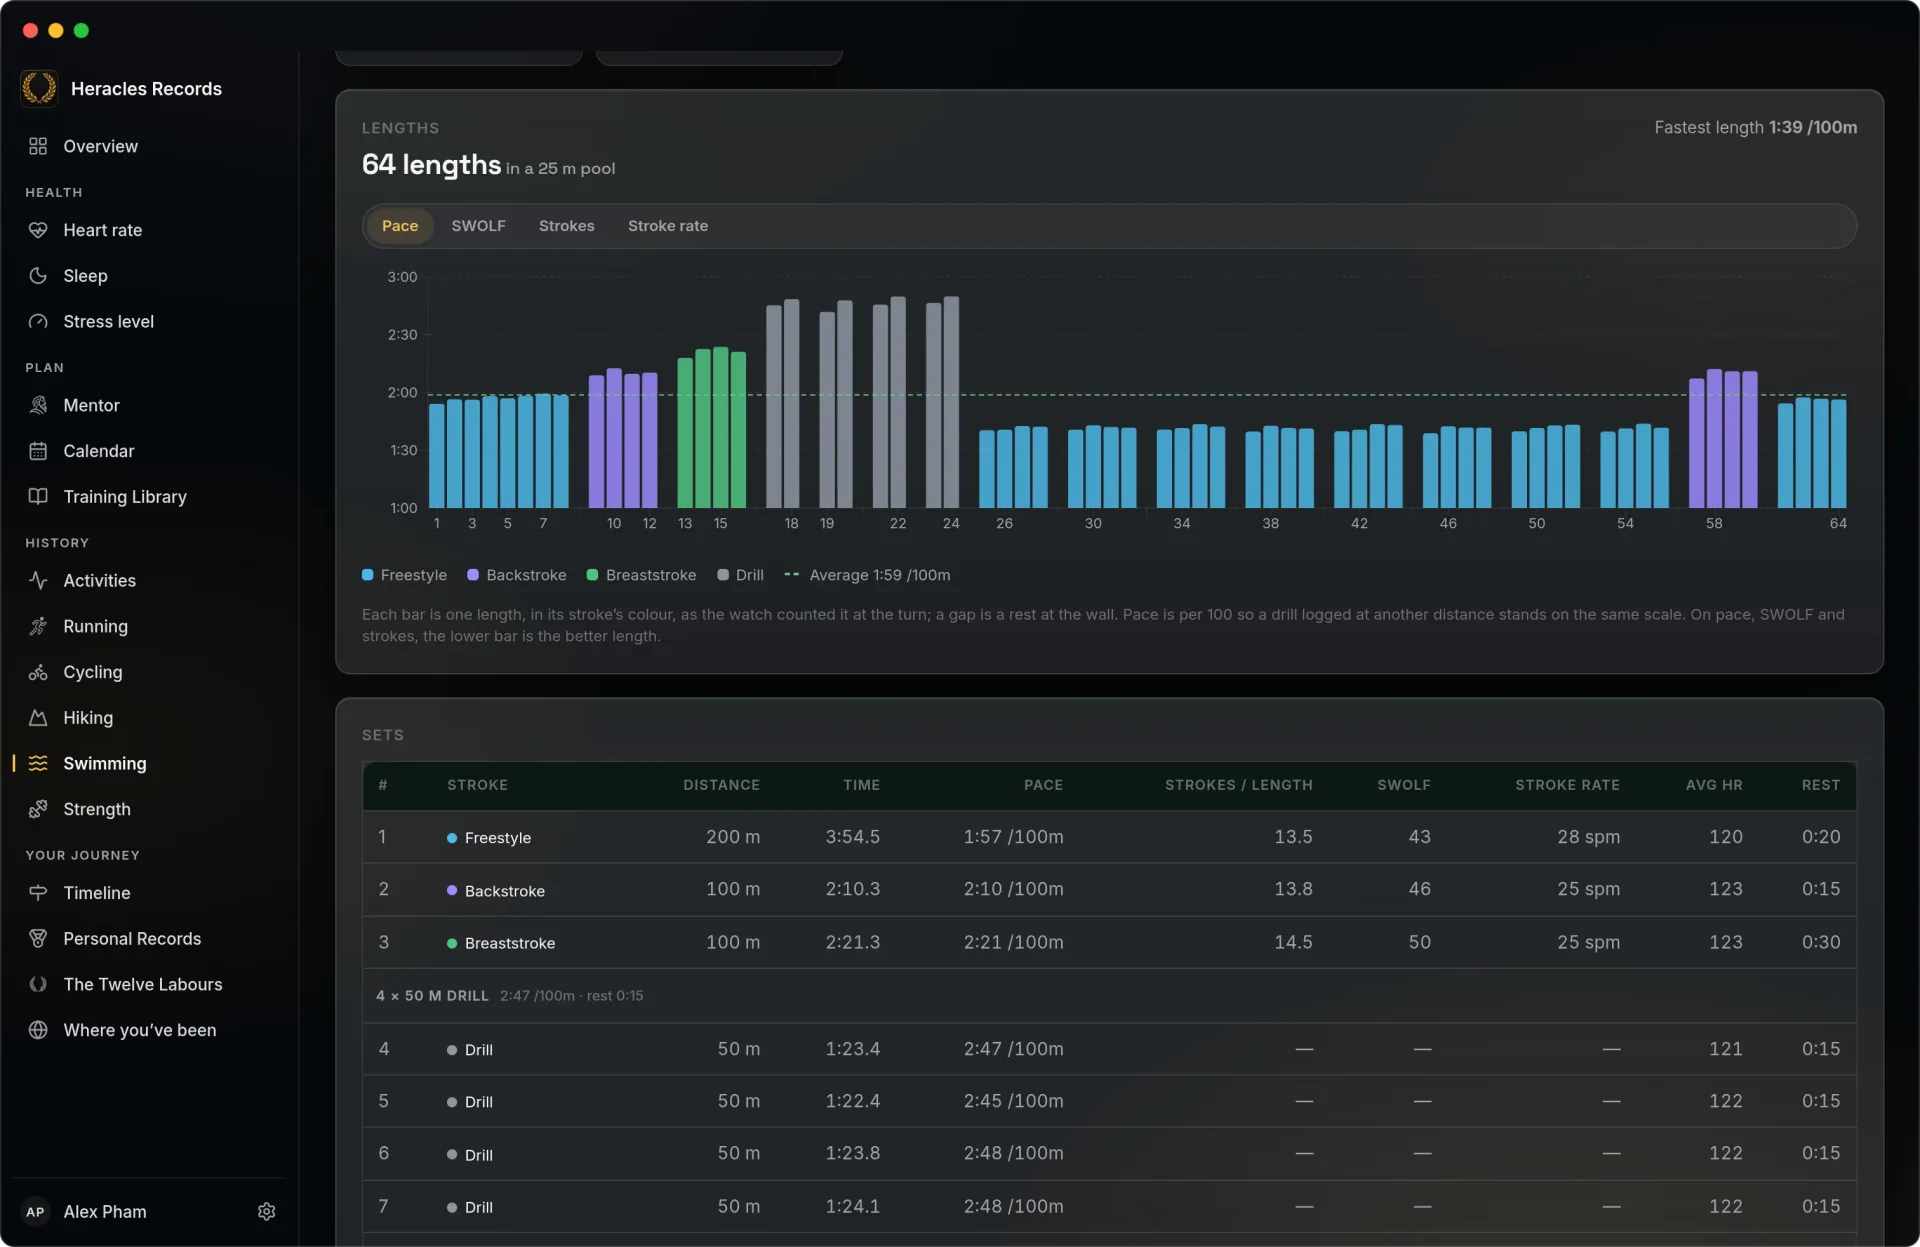 Heracles Records
Overview
HEALTH
Heart rate
Sleep
Stress level
PLAN
Mentor
Calendar
Training Library
HISTORY
Activities
Running
Cycling
Hiking
Swimming
Strength
YOUR JOURNEY
Timeline
Personal Records
The Twelve Labours
Where you’ve been
AP Alex Pham
LENGTHS
Fastest length 1:39 /100m
64 lengths in a 25 m pool
Pace SWOLF Strokes Stroke rate
3:00
2:30
2:00
1:30
1:00
1 3 5 7 10 12 13 15 18 19 22 24 26 30 34 38 42 46 50 54 58 64
Freestyle Backstroke Breaststroke Drill Average 1:59 /100m
Each bar is one length, in its stroke’s colour, as the watch counted it at the turn; a gap is a rest at the wall. Pace is per 100 so a drill logged at another distance stands on the same scale. On pace, SWOLF and
strokes, the lower bar is the better length.
SETS
# STROKE DISTANCE TIME PACE STROKES / LENGTH SWOLF STROKE RATE AVG HR REST
1 Freestyle 200 m 3:54.5 1:57 /100m 13.5 43 28 spm 120 0:20
2 Backstroke 100 m 2:10.3 2:10 /100m 13.8 46 25 spm 123 0:15
3 Breaststroke 100 m 2:21.3 2:21 /100m 14.5 50 25 spm 123 0:30
4 × 50 M DRILL 2:47 /100m · rest 0:15
4 Drill 50 m 1:23.4 2:47 /100m — — — 121 0:15
5 Drill 50 m 1:22.4 2:45 /100m — — — 122 0:15
6 Drill 50 m 1:23.8 2:48 /100m — — — 122 0:15
7 Drill 50 m 1:24.1 2:48 /100m — — — 122 0:15